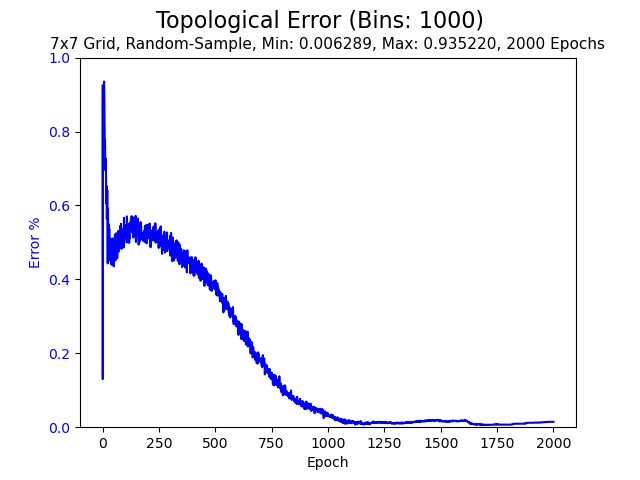 Topological Error (Bins: 1000)
7x7 Grid, Random-Sample, Min: 0.006289, Max: 0.935220, 2000 Epochs
1.0
0.8
0.6
0.4
0.2
0.0
Error %
0 250 500 750 1000 1250 1500 1750 2000
Epoch